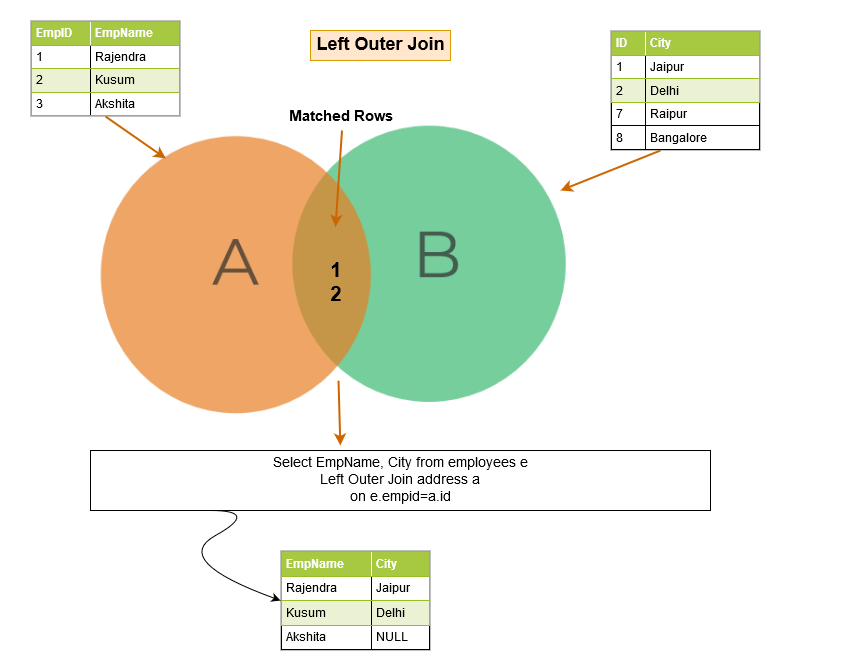 EmpID EmpName
1 Rajendra
2 Kusum
3 Akshita
Left Outer Join
ID City
1 Jaipur
2 Delhi
7 Raipur
8 Bangalore
Matched Rows
A
B
1
2
Select EmpName, City from employees e
Left Outer Join address a
on e.empid=a.id
EmpName City
Rajendra Jaipur
Kusum Delhi
Akshita NULL